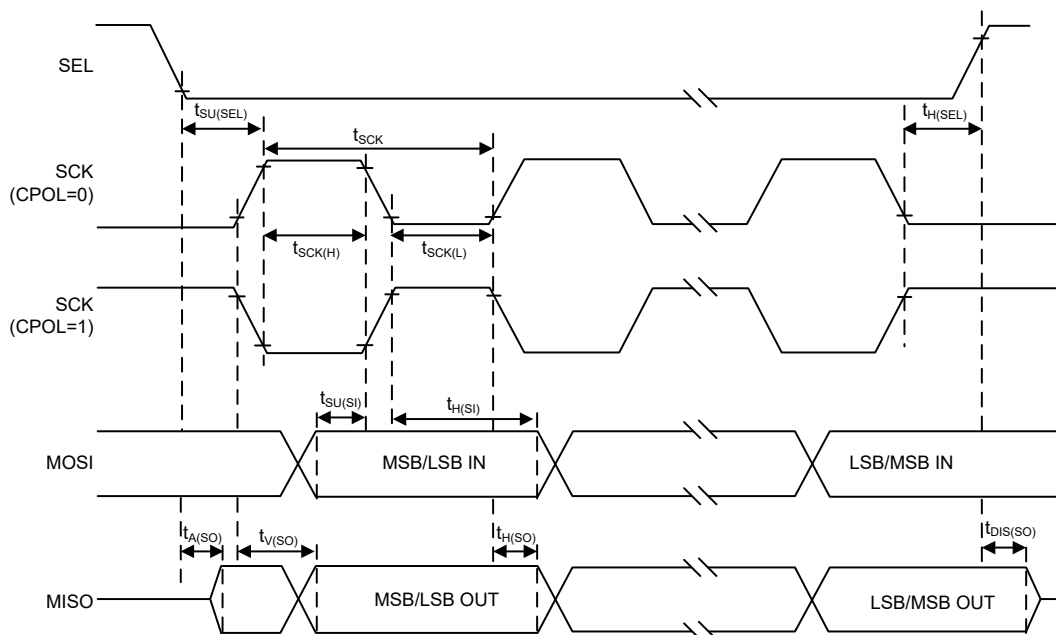 SEL
tSU(SEL)
tH(SEL)
tSCK
SCK
(CPOL=0)
tSCK(H)
tSCK(L)
SCK
(CPOL=1)
tSU(SI)
tH(SI)
MOSI
MSB/LSB IN
LSB/MSB IN
tA(SO)
tV(SO)
tH(SO)
tDIS(SO)
MISO
MSB/LSB OUT
LSB/MSB OUT